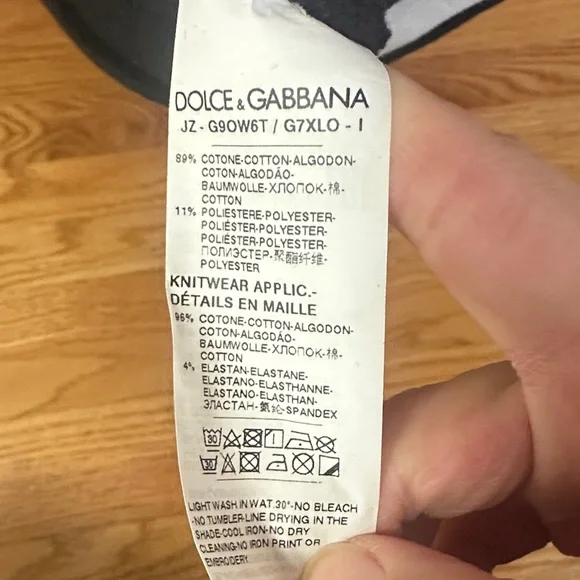 DOLCE & GABBANA
JZ - G9OW6T / G7XLO - I
89% COTONE-COTTON-ALGODON-
COTON-ALGODÃO-
BAUMWOLLE-ХЛОПОК-棉-
COTTON
11% POLIESTERE-POLYESTER-
POLIÉSTER-POLYESTER-
POLIÉSTER-POLYESTER-
ПОЛИЭСТЕР-聚酯纤维-
POLYESTER
KNITWEAR APPLIC.-
DÉTAILS EN MAILLE
96% COTONE-COTTON-ALGODON-
COTON-ALGODÃO-
BAUMWOLLE-ХЛОПОК-棉-
COTTON
4% ELASTAN-ELASTANE-
ELASTANO-ELASTHANNE-
ELASTANO-ELASTHAN-
ЭЛАСТАН-氨纶-SPANDEX
30
30
LIGHT WASH IN WAT.30°-NO BLEACH
-NO TUMBLER-LINE DRYING IN THE
SHADE-COOL IRON-NO DRY
CLEANING-NO IRON PRINT OR
EMBROIDERY